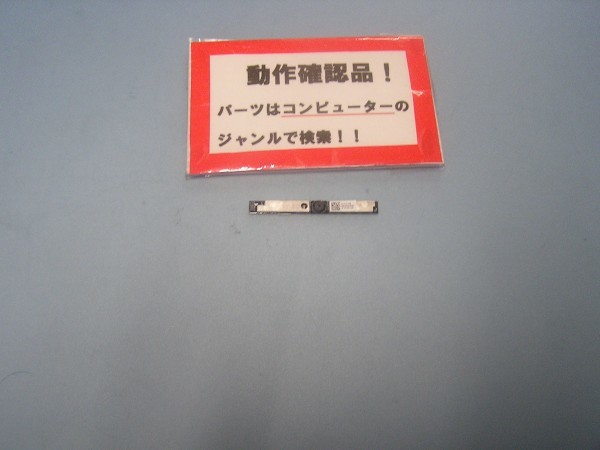 動作確認品！
パーツはコンピューターの
ジャンルで検索！！